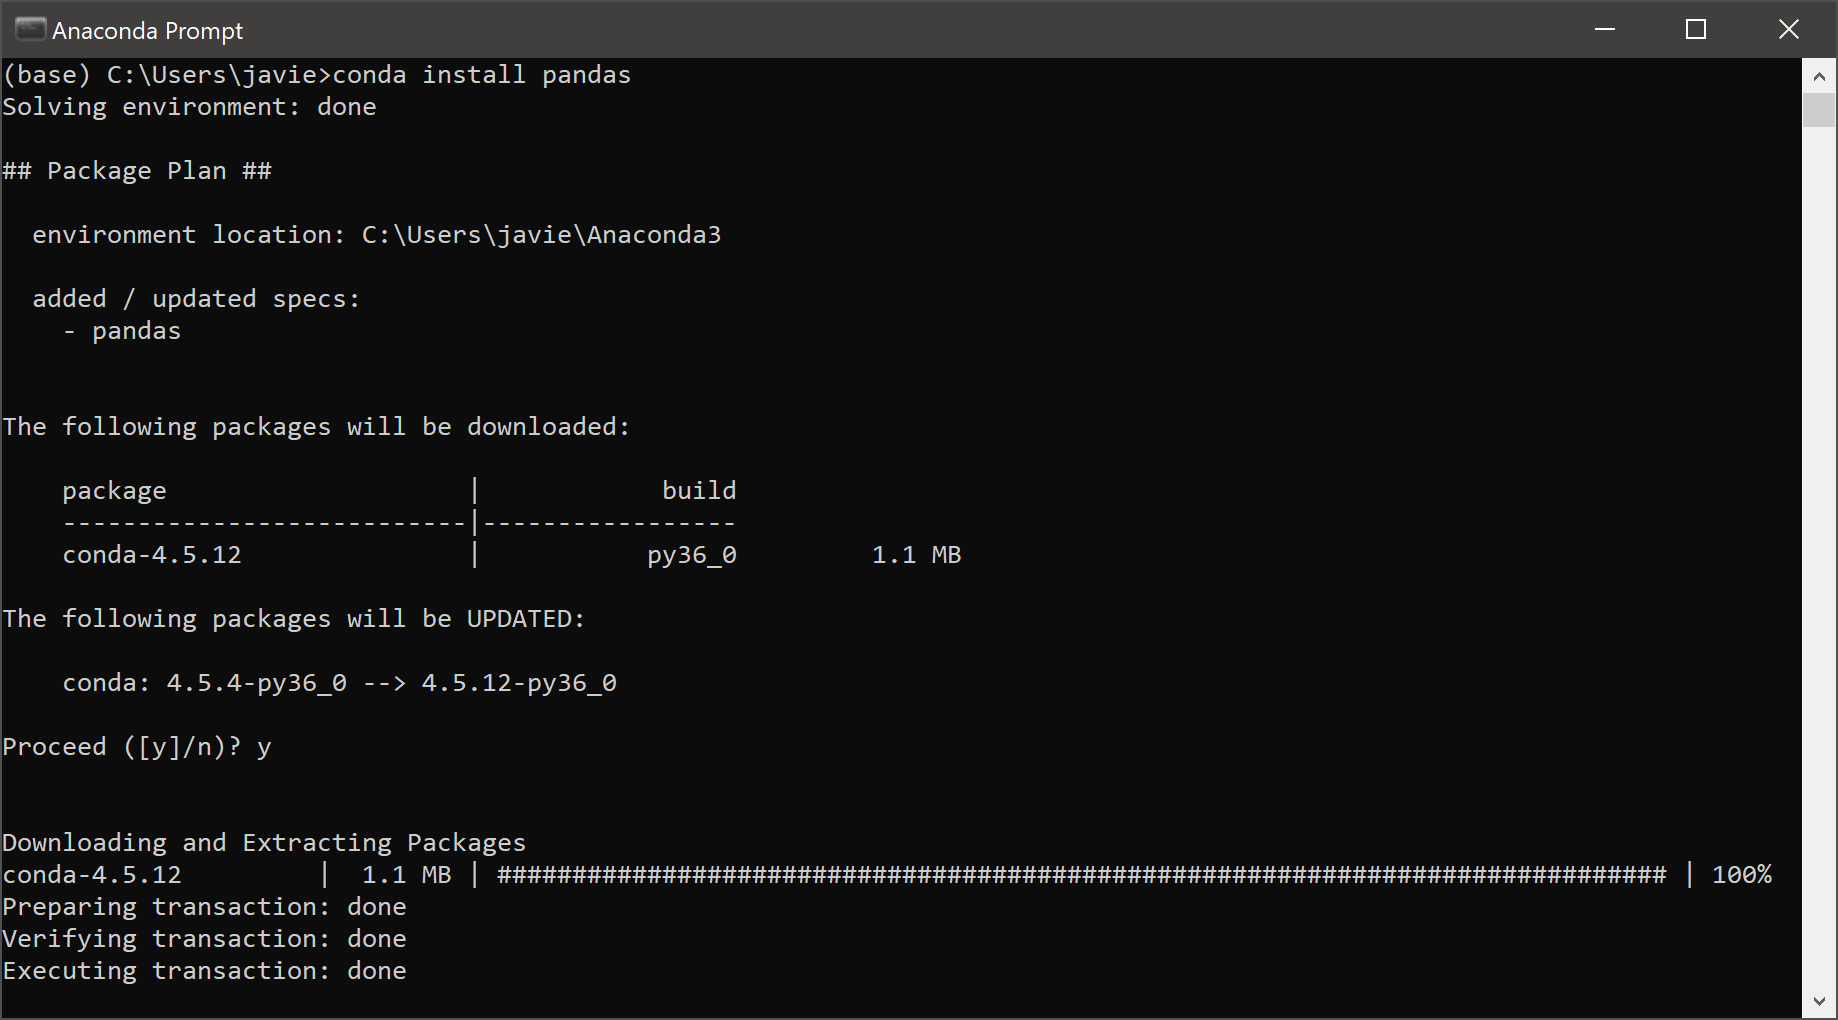 Anaconda Prompt
(base) C:\Users\javie>conda install pandas
Solving environment: done

## Package Plan ##

  environment location: C:\Users\javie\Anaconda3

  added / updated specs:
    - pandas


The following packages will be downloaded:

    package                    |            build
    ---------------------------|-----------------
    conda-4.5.12               |           py36_0         1.1 MB

The following packages will be UPDATED:

    conda: 4.5.4-py36_0 --> 4.5.12-py36_0

Proceed ([y]/n)? y


Downloading and Extracting Packages
conda-4.5.12         |  1.1 MB | ############################################################################## | 100%
Preparing transaction: done
Verifying transaction: done
Executing transaction: done